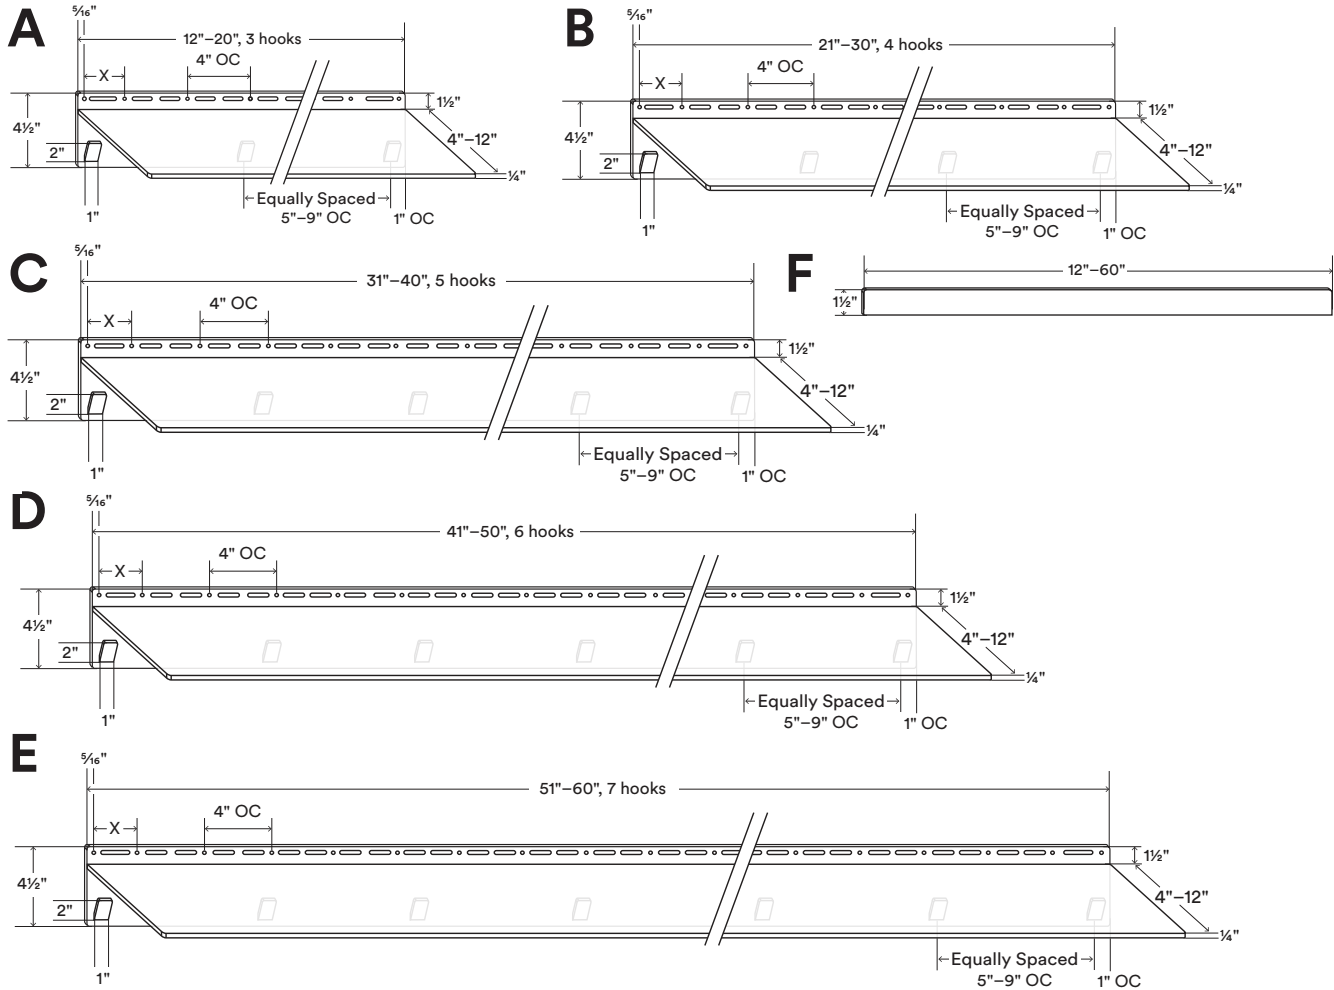 A
5⁄16"
12"–20", 3 hooks
4" OC
X
1½"
4½"
2"
4"–12"
¼"
Equally Spaced
5"–9" OC
1" OC
1"
B
5⁄16"
21"–30", 4 hooks
4" OC
X
1½"
4½"
2"
4"–12"
¼"
Equally Spaced
5"–9" OC
1" OC
1"
C
5⁄16"
31"–40", 5 hooks
4" OC
X
1½"
4½"
2"
4"–12"
¼"
Equally Spaced
5"–9" OC
1" OC
1"
F
12"–60"
1½"
D
5⁄16"
41"–50", 6 hooks
4" OC
X
1½"
4½"
2"
4"–12"
¼"
Equally Spaced
5"–9" OC
1" OC
1"
E
5⁄16"
51"–60", 7 hooks
4" OC
X
1½"
4½"
2"
4"–12"
¼"
Equally Spaced
5"–9" OC
1" OC
1"